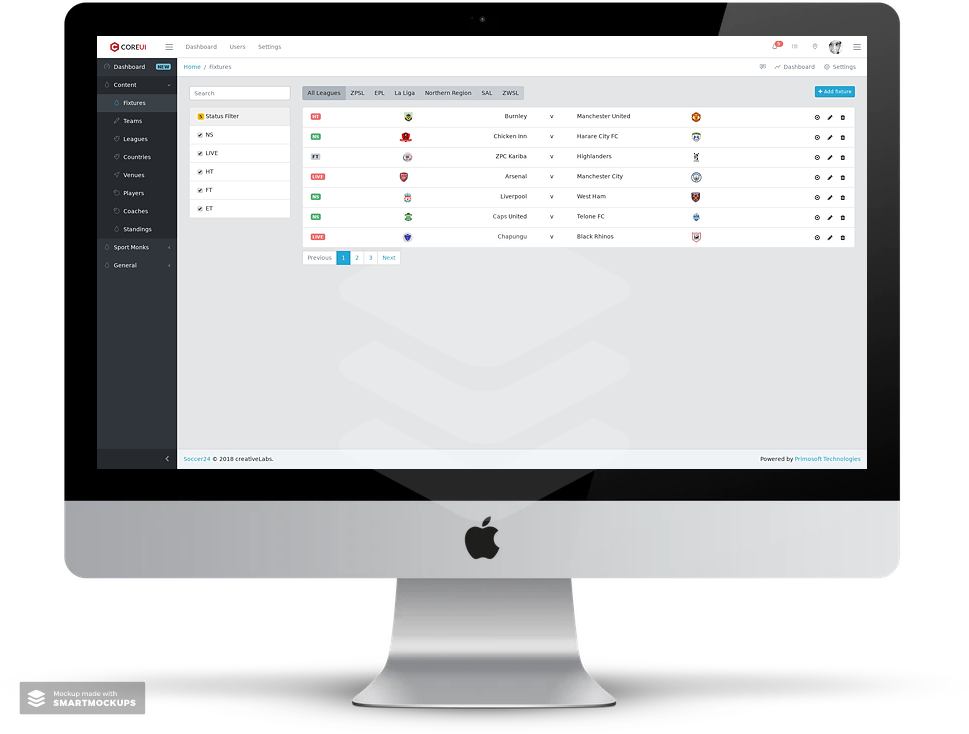 COREUI Dashboard Users Settings 5
Dashboard NEW
Home / Fixtures Dashboard Settings
Content
Fixtures
Teams
Leagues
Countries
Venues
Players
Coaches
Standings
Sport Monks
General
Search
Status Filter
NS
LIVE
HT
FT
ET
All Leagues ZPSL EPL La Liga Northern Region SAL ZWSL
+ Add fixture
HT Burnley v Manchester United
NS Chicken Inn v Harare City FC
FT ZPC Kariba v Highlanders
LIVE Arsenal v Manchester City
NS Liverpool v West Ham
NS Caps United v Telone FC
LIVE Chapungu v Black Rhinos
Previous 1 2 3 Next
Soccer24 © 2018 creativeLabs. Powered by Primosoft Technologies
Mockup made with
SMARTMOCKUPS